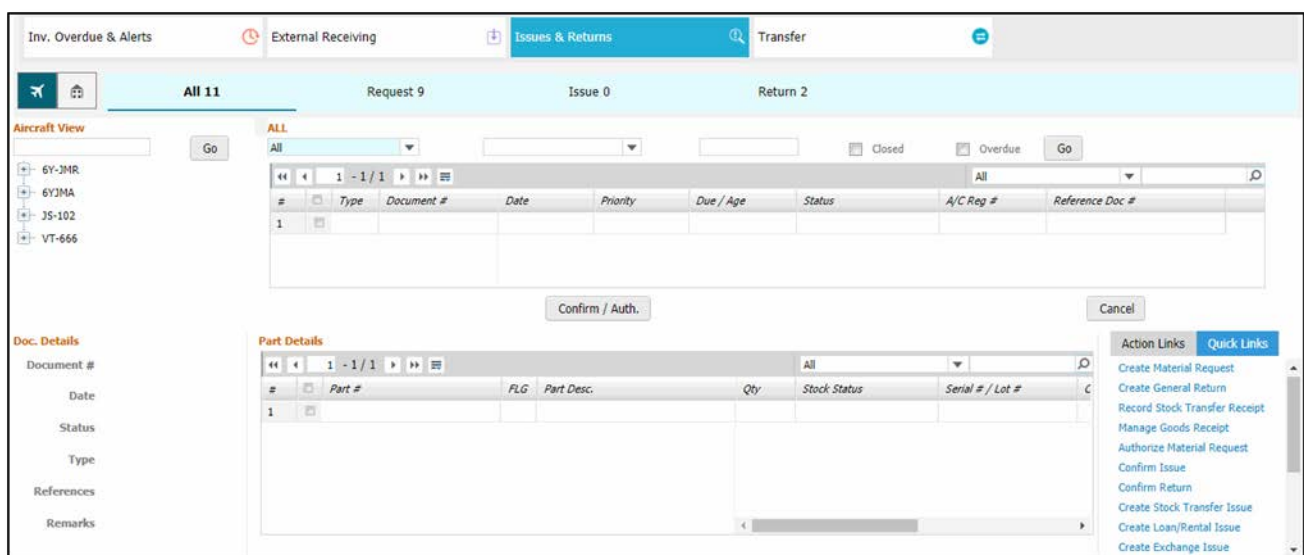 Inv. Overdue & Alerts External Receiving Issues & Returns Transfer
All 11 Request 9 Issue 0 Return 2
Aircraft View
Go
6Y-JMR
6YJMA
JS-102
VT-666
ALL
All Closed Overdue Go
1 - 1 / 1 All
# Type Document # Date Priority Due / Age Status A/C Reg # Reference Doc #
1
Confirm / Auth. Cancel
Doc. Details
Document #
Date
Status
Type
References
Remarks
Part Details
1 - 1 / 1 All
# Part # FLG Part Desc. Qty Stock Status Serial # / Lot # C
1
Action Links Quick Links
Create Material Request
Create General Return
Record Stock Transfer Receipt
Manage Goods Receipt
Authorize Material Request
Confirm Issue
Confirm Return
Create Stock Transfer Issue
Create Loan/Rental Issue
Create Exchange Issue